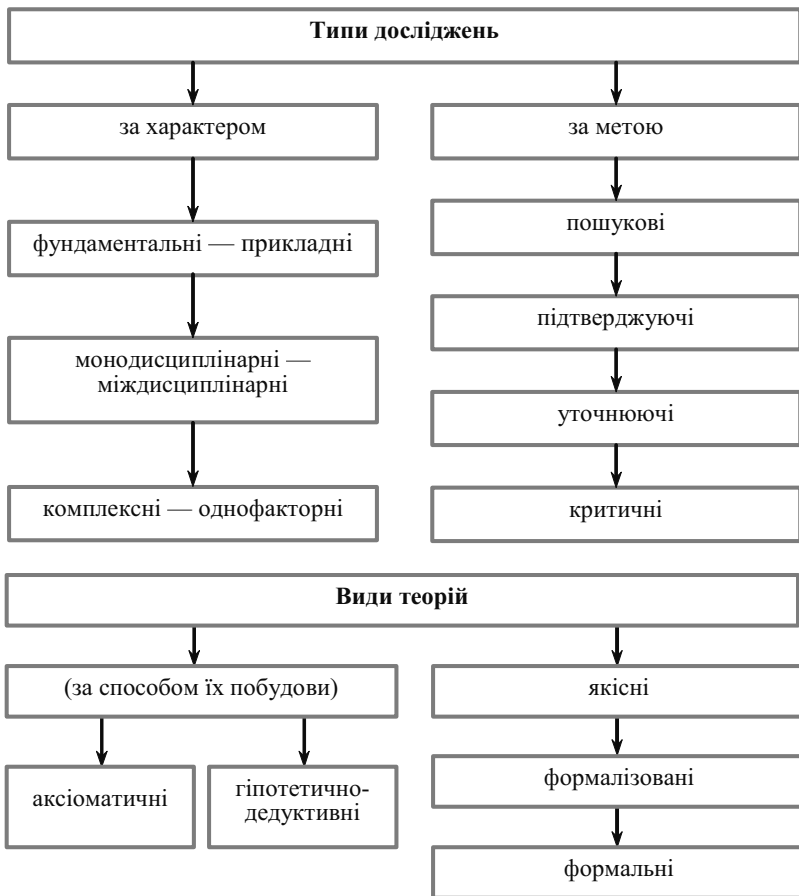 Типи досліджень
за характером
за метою
фундаментальні — прикладні
пошукові
монодисциплінарні —
міждисциплінарні
підтверджуючі
уточнюючі
комплексні — однофакторні
критичні
Види теорій
(за способом їх побудови)
якісні
аксіоматичні
гіпотетично-
дедуктивні
формалізовані
формальні